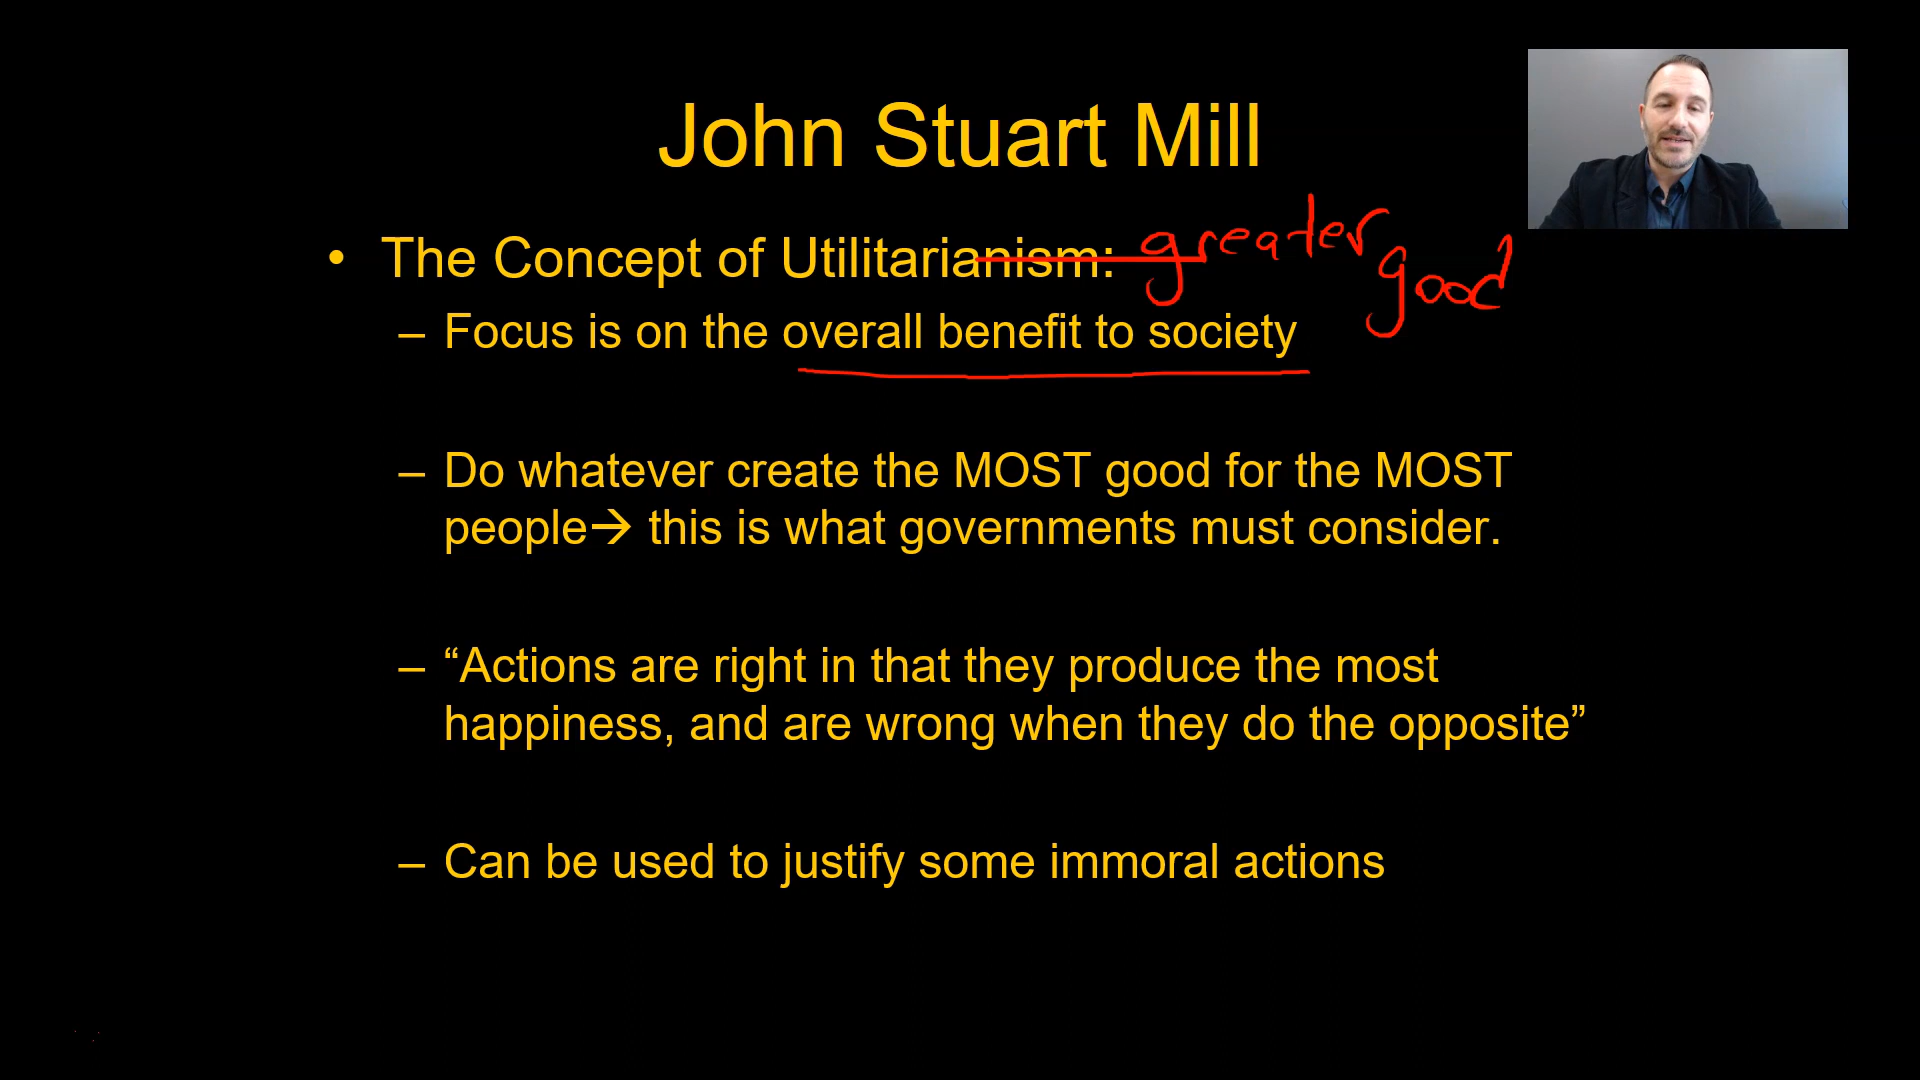 John Stuart Mill
• The Concept of Utilitarianism: greater good
– Focus is on the overall benefit to society
– Do whatever create the MOST good for the MOST
people→ this is what governments must consider.
– “Actions are right in that they produce the most
happiness, and are wrong when they do the opposite”
– Can be used to justify some immoral actions